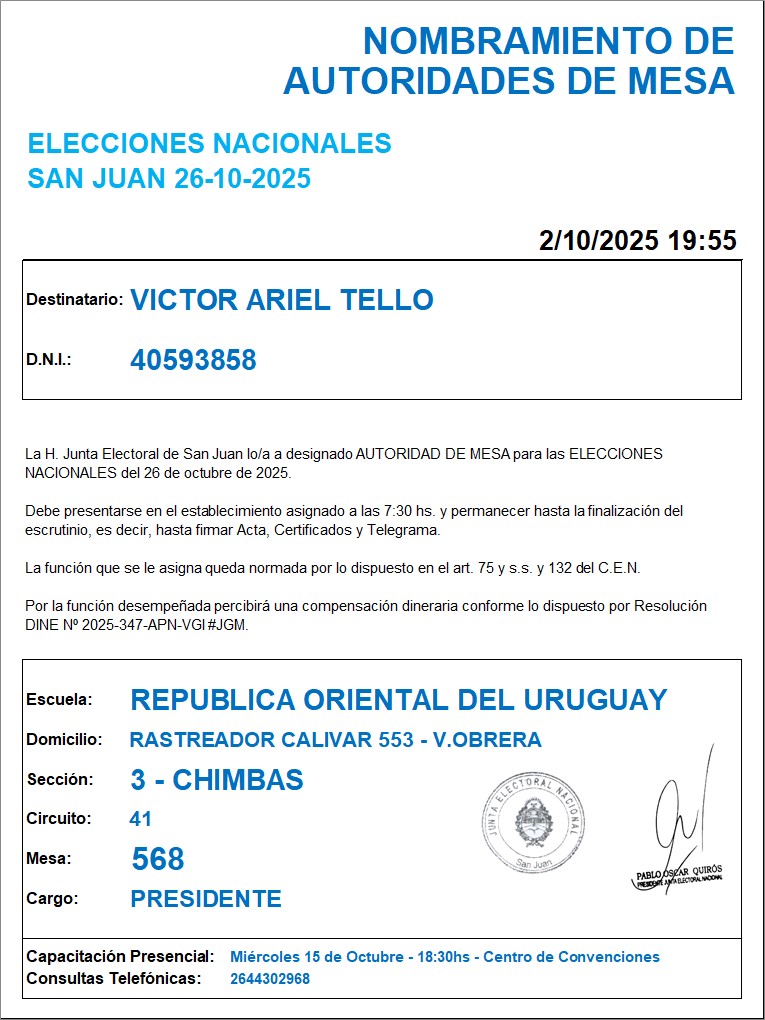 NOMBRAMIENTO DE
AUTORIDADES DE MESA
ELECCIONES NACIONALES
SAN JUAN 26-10-2025
2/10/2025 19:55
Destinatario: VICTOR ARIEL TELLO
D.N.I.: 40593858
La H. Junta Electoral de San Juan lo/a a designado AUTORIDAD DE MESA para las ELECCIONES
NACIONALES del 26 de octubre de 2025.
Debe presentarse en el establecimiento asignado a las 7:30 hs. y permanecer hasta la finalización del
escrutinio, es decir, hasta firmar Acta, Certificados y Telegrama.
La función que se le asigna queda normada por lo dispuesto en el art. 75 y s.s. y 132 del C.E.N.
Por la función desempeñada percibirá una compensación dineraria conforme lo dispuesto por Resolución
DINE Nº 2025-347-APN-VGI#JGM.
Escuela: REPUBLICA ORIENTAL DEL URUGUAY
Domicilio: RASTREADOR CALIVAR 553 - V.OBRERA
Sección: 3 - CHIMBAS
Circuito: 41
Mesa: 568
Cargo: PRESIDENTE
JUNTA ELECTORAL NACIONAL
San Juan
PABLO OSCAR QUIRÓS
PRESIDENTE JUNTA ELECTORAL NACIONAL
Capacitación Presencial: Miércoles 15 de Octubre - 18:30hs - Centro de Convenciones
Consultas Telefónicas: 2644302968